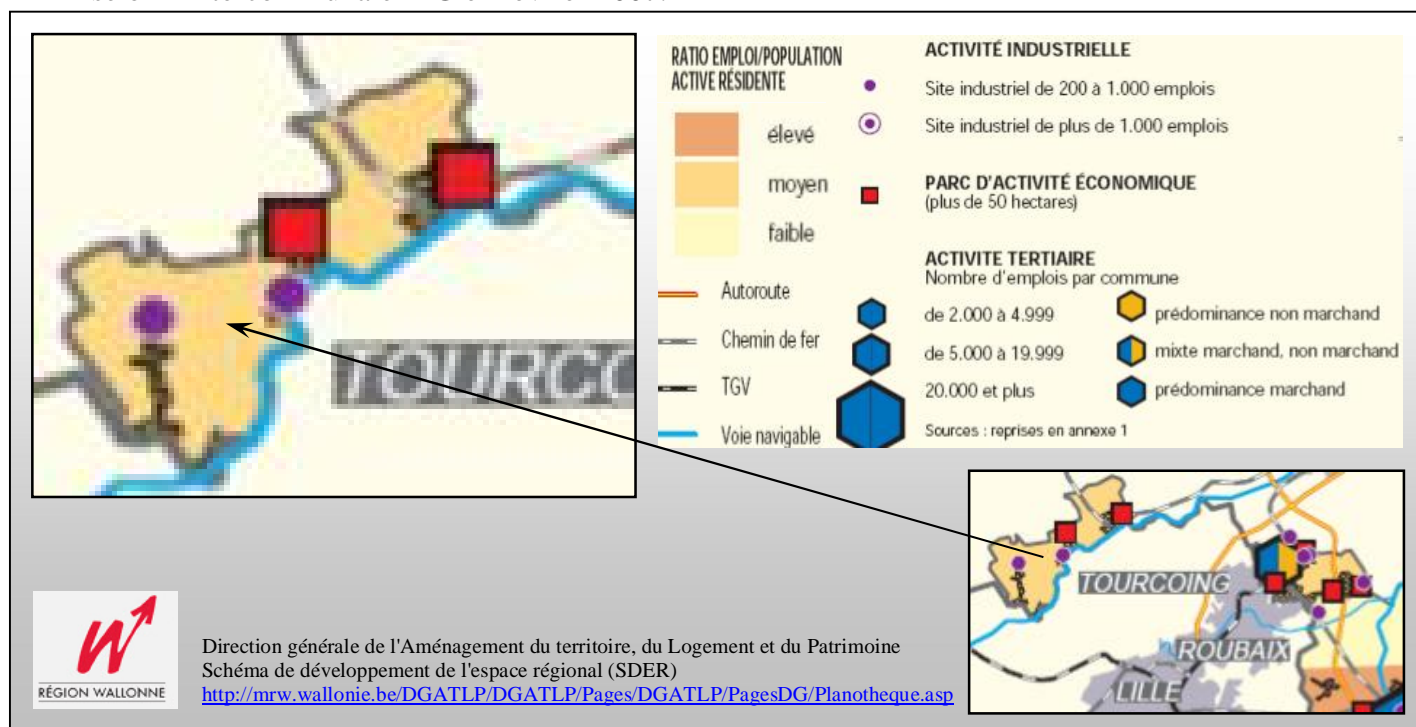 TOURCO
RATIO EMPLOI/POPULATION
ACTIVE RÉSIDENTE
élevé
moyen
faible
Autoroute
Chemin de fer
TGV
Voie navigable
ACTIVITÉ INDUSTRIELLE
Site industriel de 200 à 1.000 emplois
Site industriel de plus de 1.000 emplois
PARC D'ACTIVITÉ ÉCONOMIQUE
(plus de 50 hectares)
ACTIVITE TERTIAIRE
Nombre d'emplois par commune
de 2.000 à 4.999
de 5.000 à 19.999
20.000 et plus
prédominance non marchand
mixte marchand, non marchand
prédominance marchand
Sources : reprises en annexe 1
TOURCOING
ROUBAIX
LILLE
RÉGION WALLONNE
Direction générale de l'Aménagement du territoire, du Logement et du Patrimoine
Schéma de développement de l'espace régional (SDER)
http://mrw.wallonie.be/DGATLP/DGATLP/Pages/DGATLP/PagesDG/Planotheque.asp